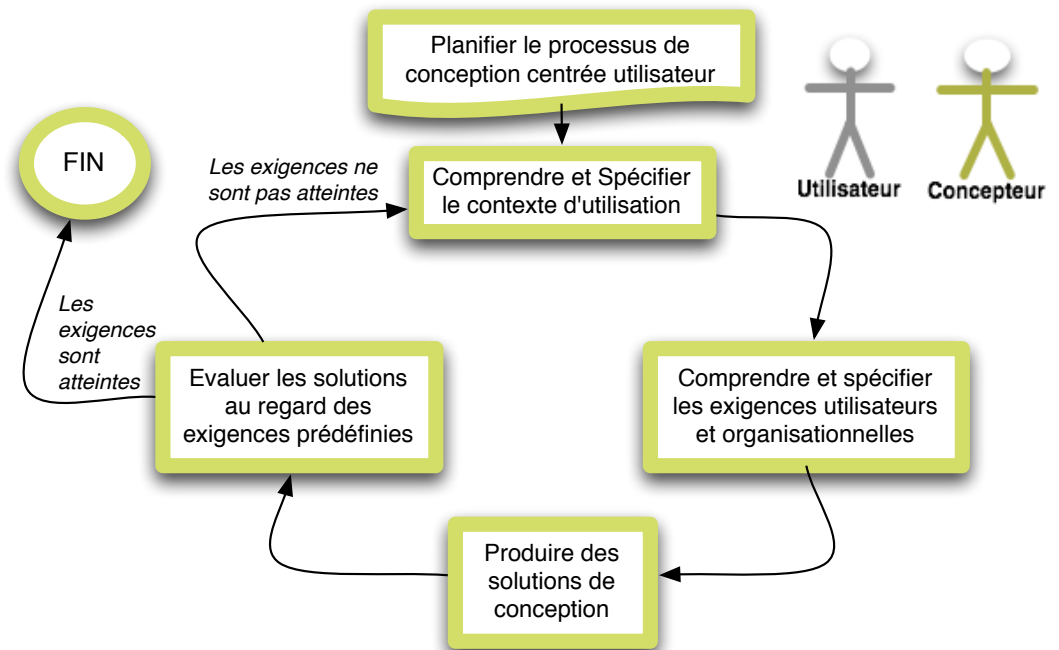 Planifier le processus de
conception centrée utilisateur
Utilisateur
Concepteur
FIN
Les exigences ne
sont pas atteintes
Comprendre et Spécifier
le contexte d'utilisation
Les
exigences
sont
atteintes
Evaluer les solutions
au regard des
exigences prédéfinies
Comprendre et spécifier
les exigences utilisateurs
et organisationnelles
Produire des
solutions de
conception